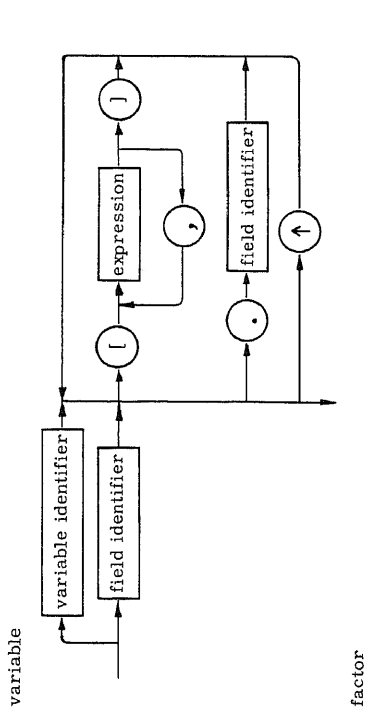 variable
variable identifier
field identifier
[
expression
,
]
.
field identifier
↑
factor